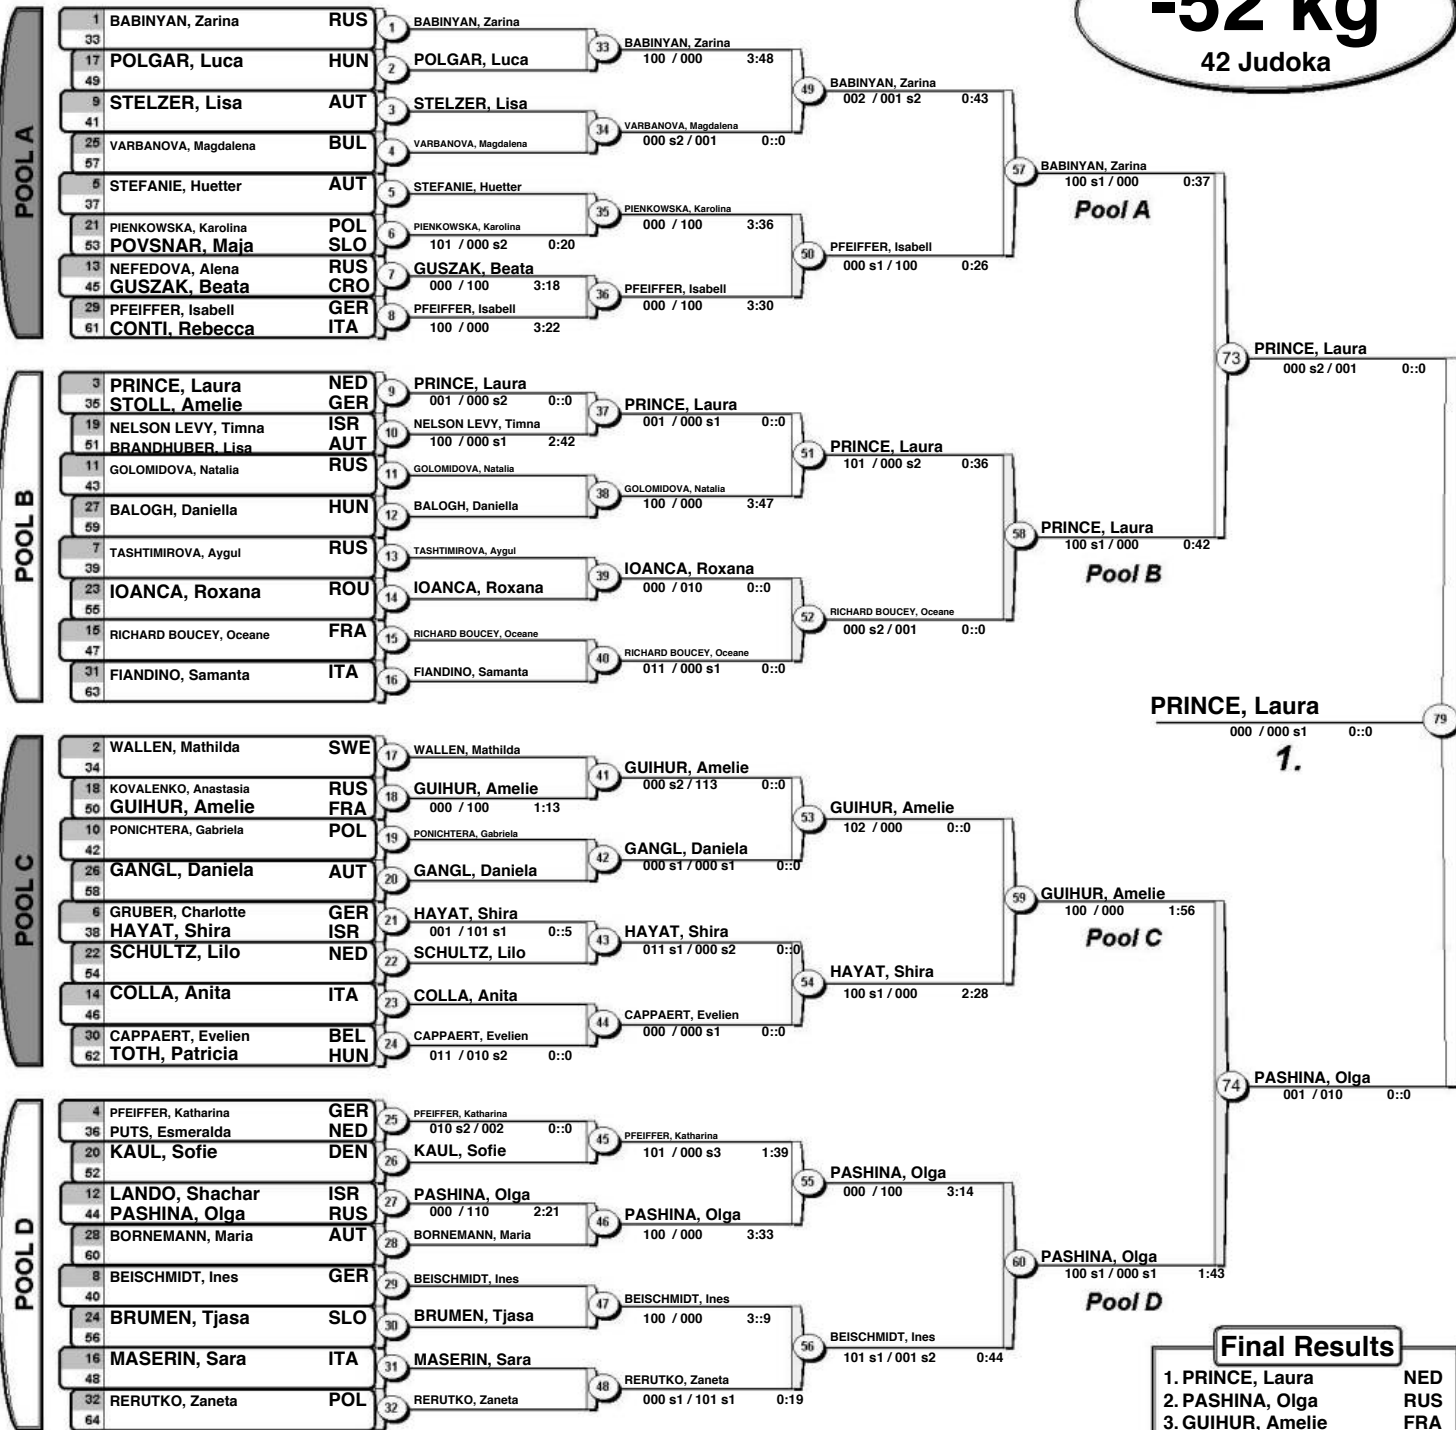 -52 kg
42 Judoka
POOL A
1 BABINYAN, Zarina RUS
33
17 POLGAR, Luca HUN
49
9 STELZER, Lisa AUT
41
25 VARBANOVA, Magdalena BUL
57
5 STEFANIE, Huetter AUT
37
21 PIENKOWSKA, Karolina POL
53 POVSNAR, Maja SLO
13 NEFEDOVA, Alena RUS
45 GUSZAK, Beata CRO
29 PFEIFFER, Isabell GER
61 CONTI, Rebecca ITA
1 BABINYAN, Zarina
2 POLGAR, Luca
3 STELZER, Lisa
4 VARBANOVA, Magdalena
5 STEFANIE, Huetter
6 PIENKOWSKA, Karolina
101 / 000 s2 0:20
7 GUSZAK, Beata
000 / 100 3:18
8 PFEIFFER, Isabell
100 / 000 3:22
33 BABINYAN, Zarina
100 / 000 3:48
34 VARBANOVA, Magdalena
000 s2 / 001 0::0
35 PIENKOWSKA, Karolina
000 / 100 3:36
36 PFEIFFER, Isabell
000 / 100 3:30
49 BABINYAN, Zarina
002 / 001 s2 0:43
50 PFEIFFER, Isabell
000 s1 / 100 0:26
57 BABINYAN, Zarina
100 s1 / 000 0:37
Pool A
POOL B
3 PRINCE, Laura NED
35 STOLL, Amelie GER
19 NELSON LEVY, Timna ISR
51 BRANDHUBER, Lisa AUT
11 GOLOMIDOVA, Natalia RUS
43
27 BALOGH, Daniella HUN
59
7 TASHTIMIROVA, Aygul RUS
39
23 IOANCA, Roxana ROU
55
15 RICHARD BOUCEY, Oceane FRA
47
31 FIANDINO, Samanta ITA
63
9 PRINCE, Laura
001 / 000 s2 0::0
10 NELSON LEVY, Timna
100 / 000 s1 2:42
11 GOLOMIDOVA, Natalia
12 BALOGH, Daniella
13 TASHTIMIROVA, Aygul
14 IOANCA, Roxana
15 RICHARD BOUCEY, Oceane
16 FIANDINO, Samanta
37 PRINCE, Laura
001 / 000 s1 0::0
38 GOLOMIDOVA, Natalia
100 / 000 3:47
39 IOANCA, Roxana
000 / 010 0::0
40 RICHARD BOUCEY, Oceane
011 / 000 s1 0::0
51 PRINCE, Laura
101 / 000 s2 0:36
52 RICHARD BOUCEY, Oceane
000 s2 / 001 0::0
58 PRINCE, Laura
100 s1 / 000 0:42
Pool B
73 PRINCE, Laura
000 s2 / 001 0::0
PRINCE, Laura 79
000 / 000 s1 0::0
1.
POOL C
2 WALLEN, Mathilda SWE
34
18 KOVALENKO, Anastasia RUS
50 GUIHUR, Amelie FRA
10 PONICHTERA, Gabriela POL
42
26 GANGL, Daniela AUT
58
6 GRUBER, Charlotte GER
38 HAYAT, Shira ISR
22 SCHULTZ, Lilo NED
54
14 COLLA, Anita ITA
46
30 CAPPAERT, Evelien BEL
62 TOTH, Patricia HUN
17 WALLEN, Mathilda
18 GUIHUR, Amelie
000 / 100 1:13
19 PONICHTERA, Gabriela
20 GANGL, Daniela
21 HAYAT, Shira
001 / 101 s1 0::5
22 SCHULTZ, Lilo
23 COLLA, Anita
24 CAPPAERT, Evelien
011 / 010 s2 0::0
41 GUIHUR, Amelie
000 s2 / 113 0::0
42 GANGL, Daniela
000 s1 / 000 s1 0::0
43 HAYAT, Shira
011 s1 / 000 s2 0::0
44 CAPPAERT, Evelien
000 / 000 s1 0::0
53 GUIHUR, Amelie
102 / 000 0::0
54 HAYAT, Shira
100 s1 / 000 2:28
59 GUIHUR, Amelie
100 / 000 1:56
Pool C
POOL D
4 PFEIFFER, Katharina GER
36 PUTS, Esmeralda NED
20 KAUL, Sofie DEN
52
12 LANDO, Shachar ISR
44 PASHINA, Olga RUS
28 BORNEMANN, Maria AUT
60
8 BEISCHMIDT, Ines GER
40
24 BRUMEN, Tjasa SLO
56
16 MASERIN, Sara ITA
48
32 RERUTKO, Zaneta POL
64
25 PFEIFFER, Katharina
010 s2 / 002 0::0
26 KAUL, Sofie
27 PASHINA, Olga
000 / 110 2:21
28 BORNEMANN, Maria
29 BEISCHMIDT, Ines
30 BRUMEN, Tjasa
31 MASERIN, Sara
32 RERUTKO, Zaneta
45 PFEIFFER, Katharina
101 / 000 s3 1:39
46 PASHINA, Olga
100 / 000 3:33
47 BEISCHMIDT, Ines
100 / 000 3::9
48 RERUTKO, Zaneta
000 s1 / 101 s1 0:19
55 PASHINA, Olga
000 / 100 3:14
56 BEISCHMIDT, Ines
101 s1 / 001 s2 0:44
60 PASHINA, Olga
100 s1 / 000 s1 1:43
Pool D
74 PASHINA, Olga
001 / 010 0::0
Final Results
1. PRINCE, Laura NED
2. PASHINA, Olga RUS
3. GUIHUR, Amelie FRA